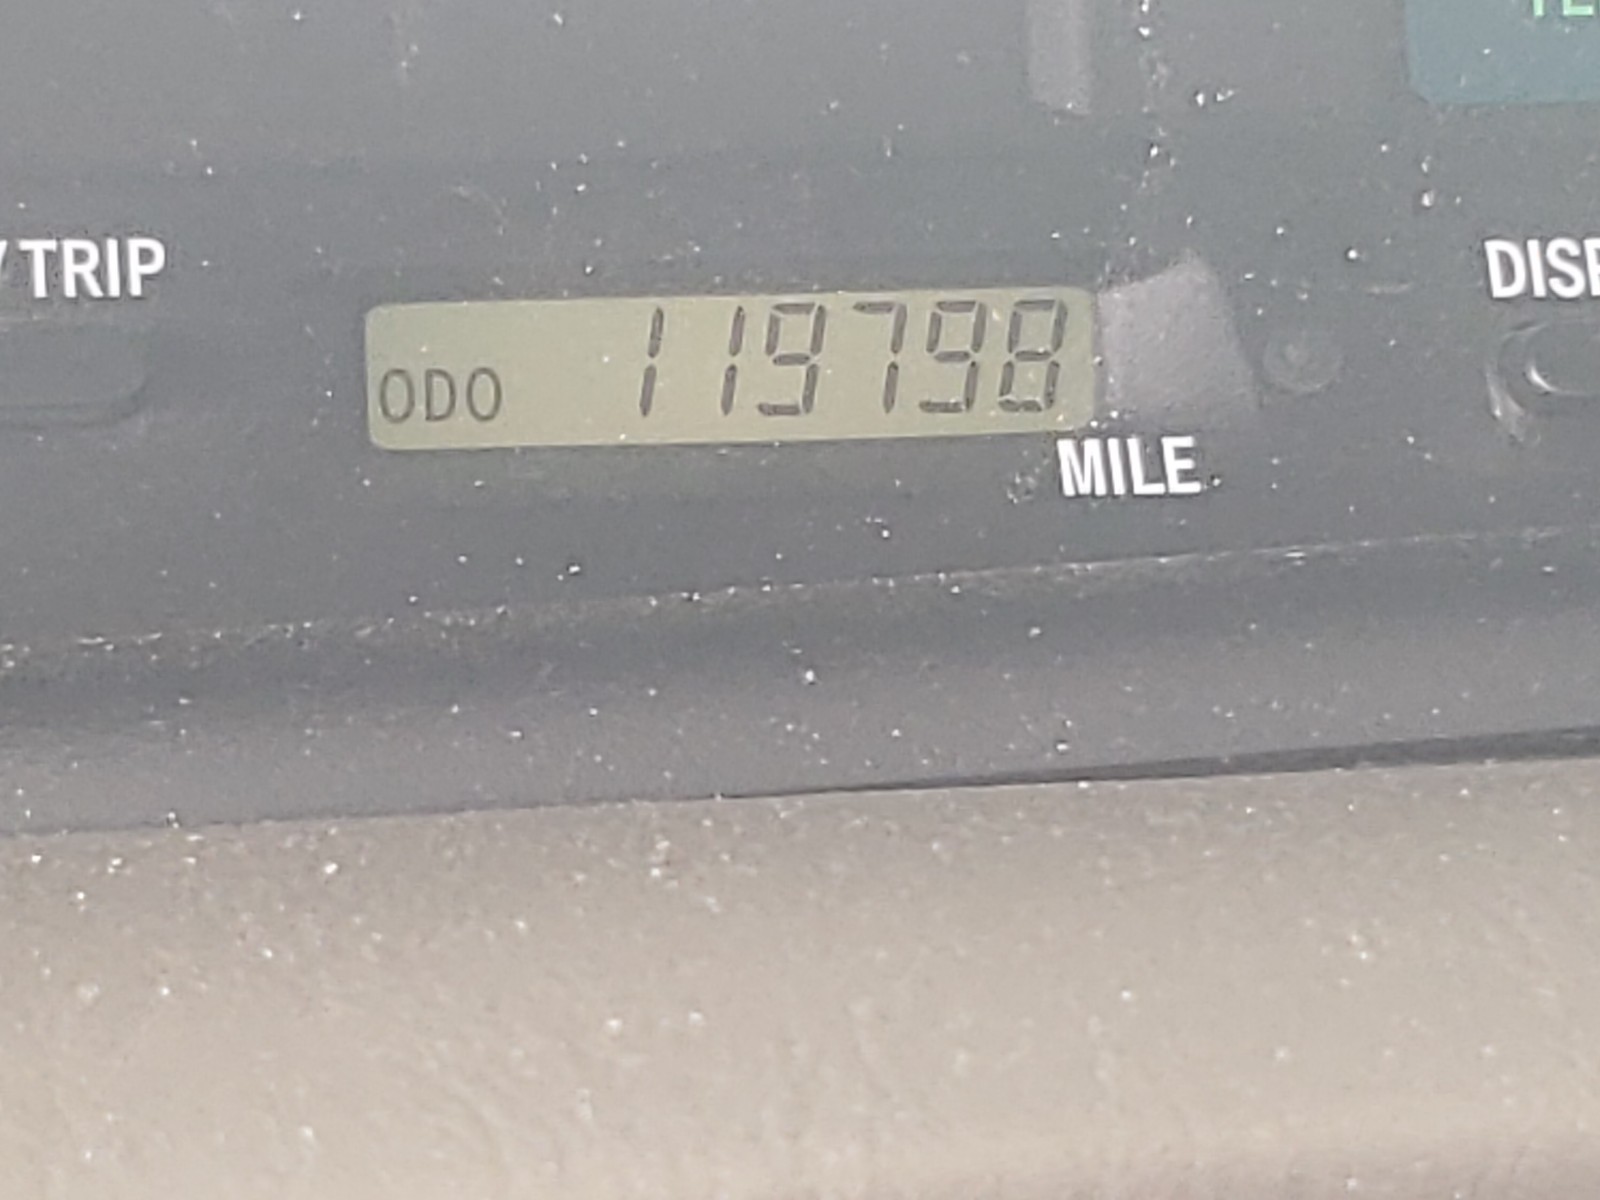 / TRIP
ODO 119798
MILE
DISP